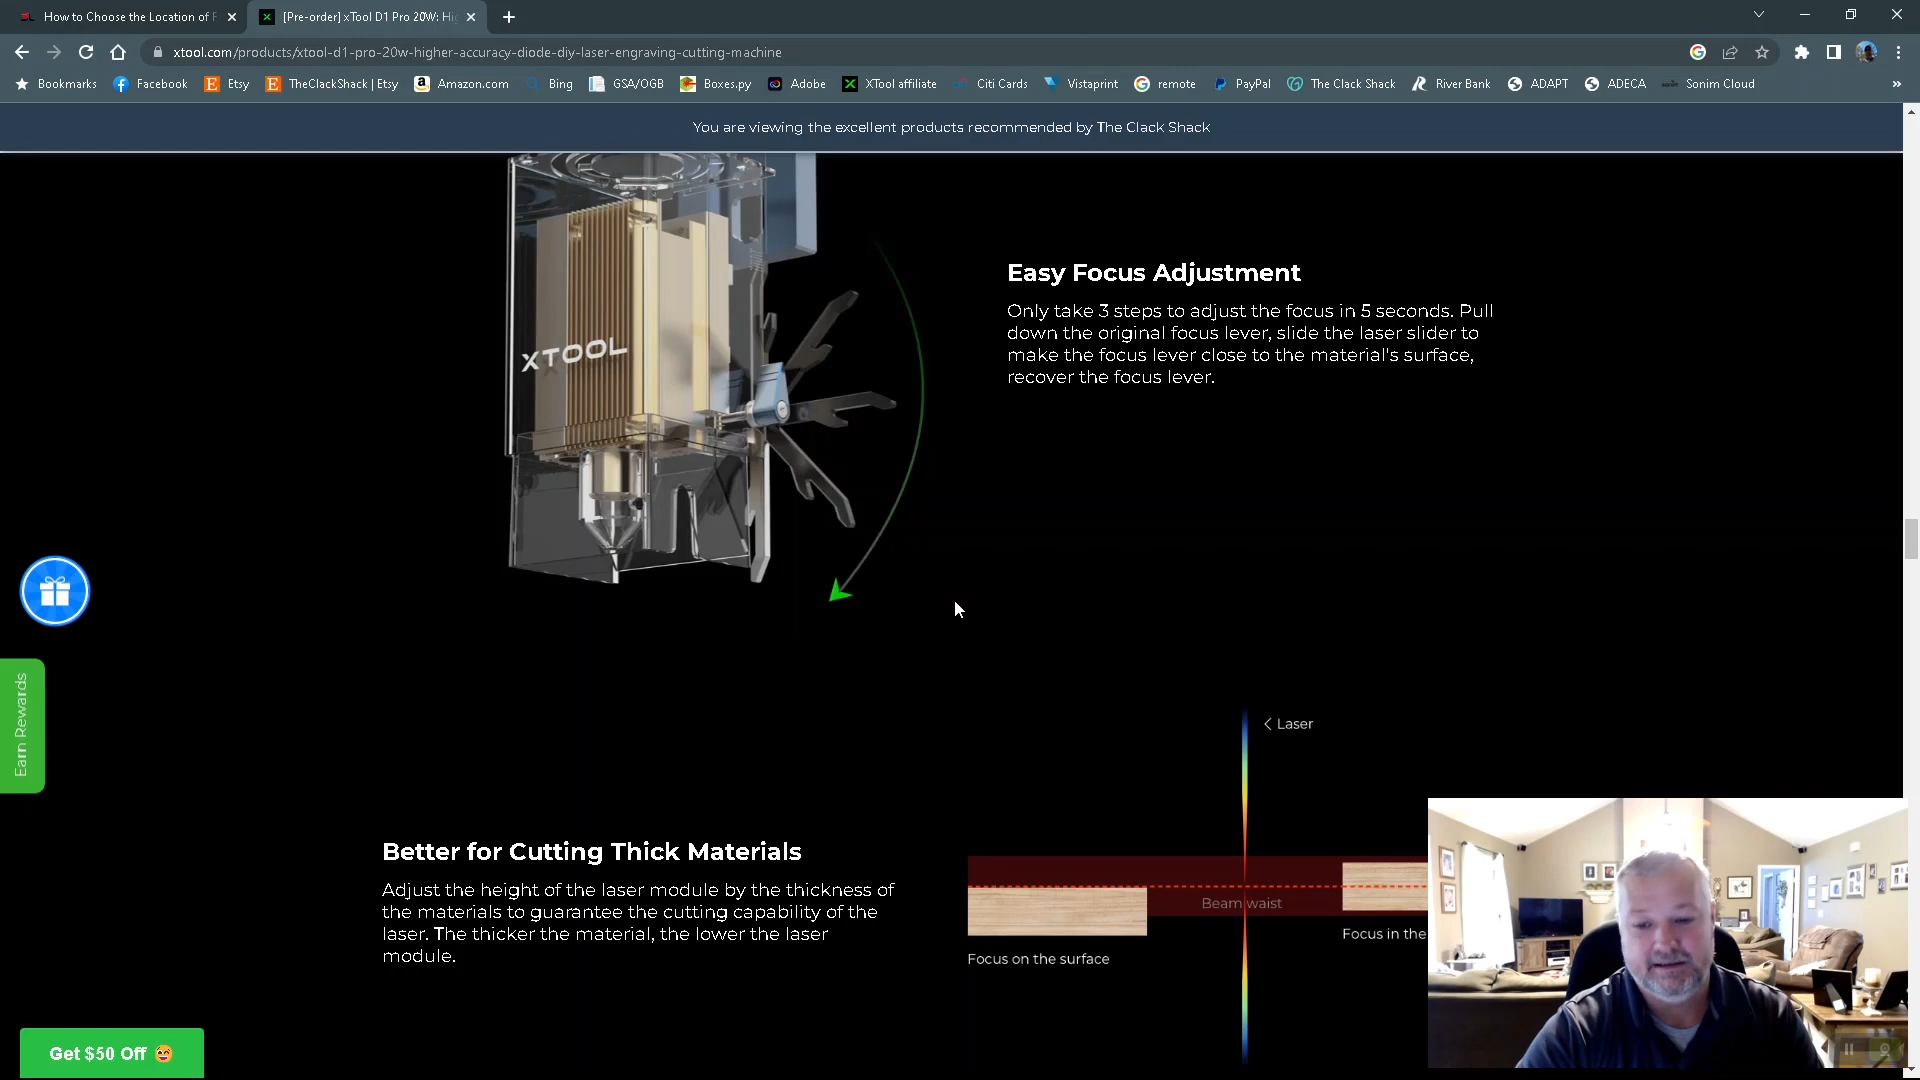 How to Choose the Location of F
[Pre-order] xTool D1 Pro 20W: Hi
xtool.com/products/xtool-d1-pro-20w-higher-accuracy-diode-diy-laser-engraving-cutting-machine
Bookmarks Facebook Etsy TheClackShack | Etsy Amazon.com Bing GSA/OGB Boxes.py Adobe XTool affiliate Citi Cards Vistaprint remote PayPal The Clack Shack River Bank ADAPT ADECA Sonim Cloud »
You are viewing the excellent products recommended by The Clack Shack
XTOOL
Easy Focus Adjustment
Only take 3 steps to adjust the focus in 5 seconds. Pull
down the original focus lever, slide the laser slider to
make the focus lever close to the material's surface,
recover the focus lever.
Earn Rewards
Laser
Better for Cutting Thick Materials
Adjust the height of the laser module by the thickness of
the materials to guarantee the cutting capability of the
laser. The thicker the material, the lower the laser
module.
Beam waist
Focus on the surface
Focus in the
Get $50 Off 😄